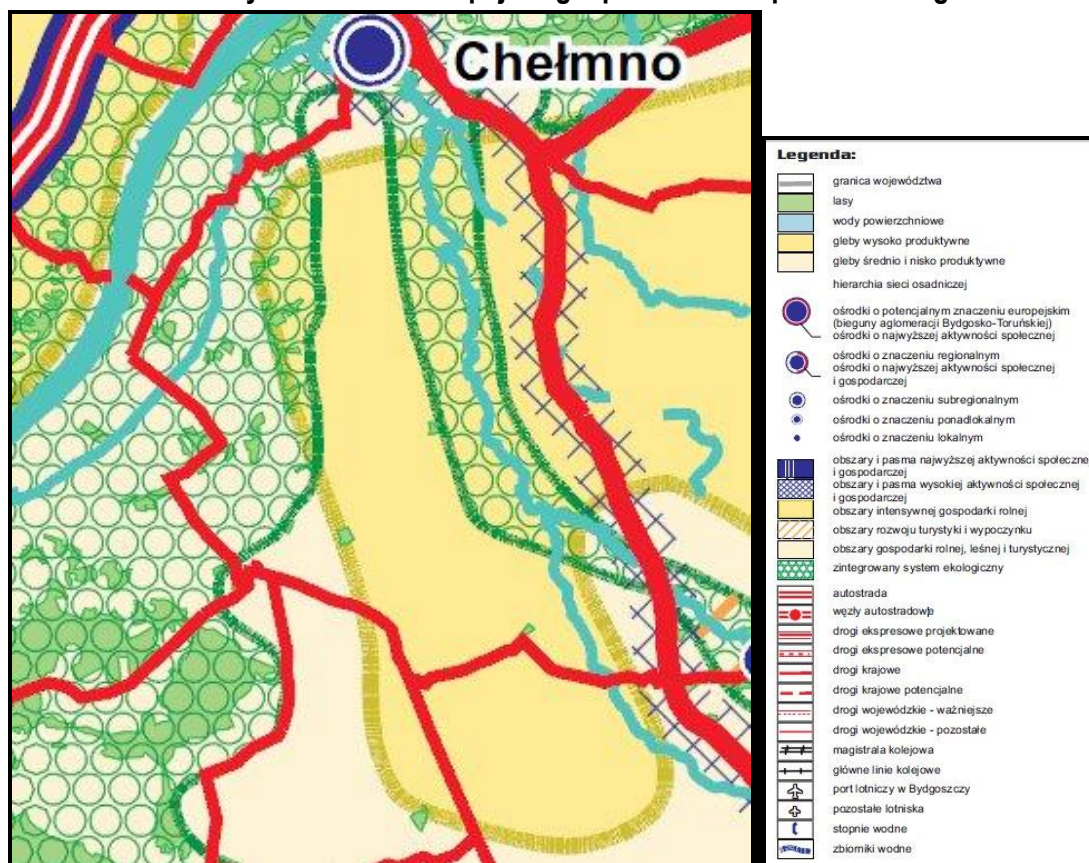 Chełmno
Legenda:
granica województwa
lasy
wody powierzchniowe
gleby wysoko produktywne
gleby średnio i nisko produktywne
hierarchia sieci osadniczej
ośrodki o potencjalnym znaczeniu europejskim
(bieguny aglomeracji Bydgosko-Toruńskiej)
ośrodki o najwyższej aktywności społecznej
ośrodki o znaczeniu regionalnym
ośrodki o najwyższej aktywności społecznej
i gospodarczej
ośrodki o znaczeniu subregionalnym
ośrodki o znaczeniu ponadlokalnym
ośrodki o znaczeniu lokalnym
obszary i pasma najwyższej aktywności społeczne
i gospodarczej
obszary i pasma wysokiej aktywności społecznej
i gospodarczej
obszary intensywnej gospodarki rolnej
obszary rozwoju turystyki i wypoczynku
obszary gospodarki rolnej, leśnej i turystycznej
zintegrowany system ekologiczny
autostrada
węzły autostradowe
drogi ekspresowe projektowane
drogi ekspresowe potencjalne
drogi krajowe
drogi krajowe potencjalne
drogi wojewódzkie - ważniejsze
drogi wojewódzkie - pozostałe
magistrala kolejowa
główne linie kolejowe
port lotniczy w Bydgoszczy
pozostałe lotniska
stopnie wodne
zbiorniki wodne